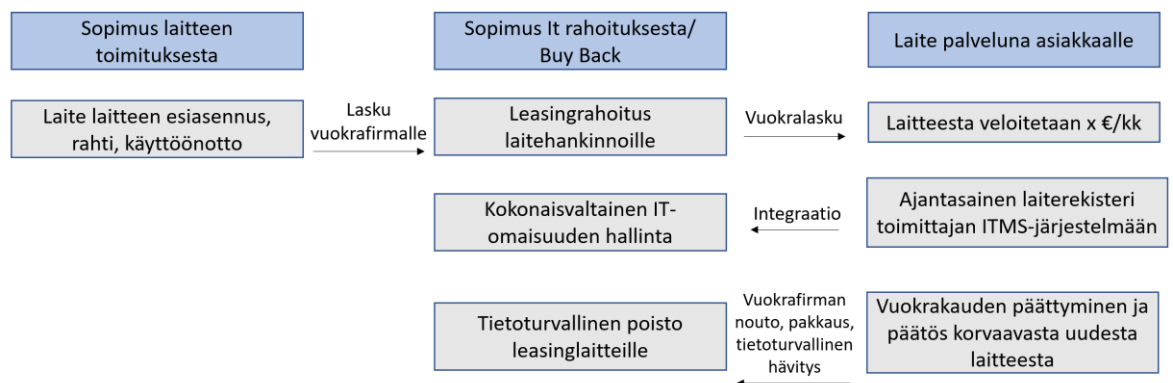 Sopimus laitteen
toimituksesta
Sopimus It rahoituksesta/
Buy Back
Laite palveluna asiakkaalle
Laite laitteen esiasennus,
rahti, käyttöönotto
Lasku
vuokrafirmalle
Leasingrahoitus
laitehankinnoille
Vuokralasku
Laitteesta veloitetaan x €/kk
Kokonaisvaltainen IT-
omaisuuden hallinta
Integraatio
Ajantasainen laiterekisteri
toimittajan ITMS-järjestelmään
Tietoturvallinen poisto
leasinglaitteille
Vuokrafirman
nouto, pakkaus,
tietoturvallinen
hävitys
Vuokrakauden päättyminen ja
päätös korvaavasta uudesta
laitteesta